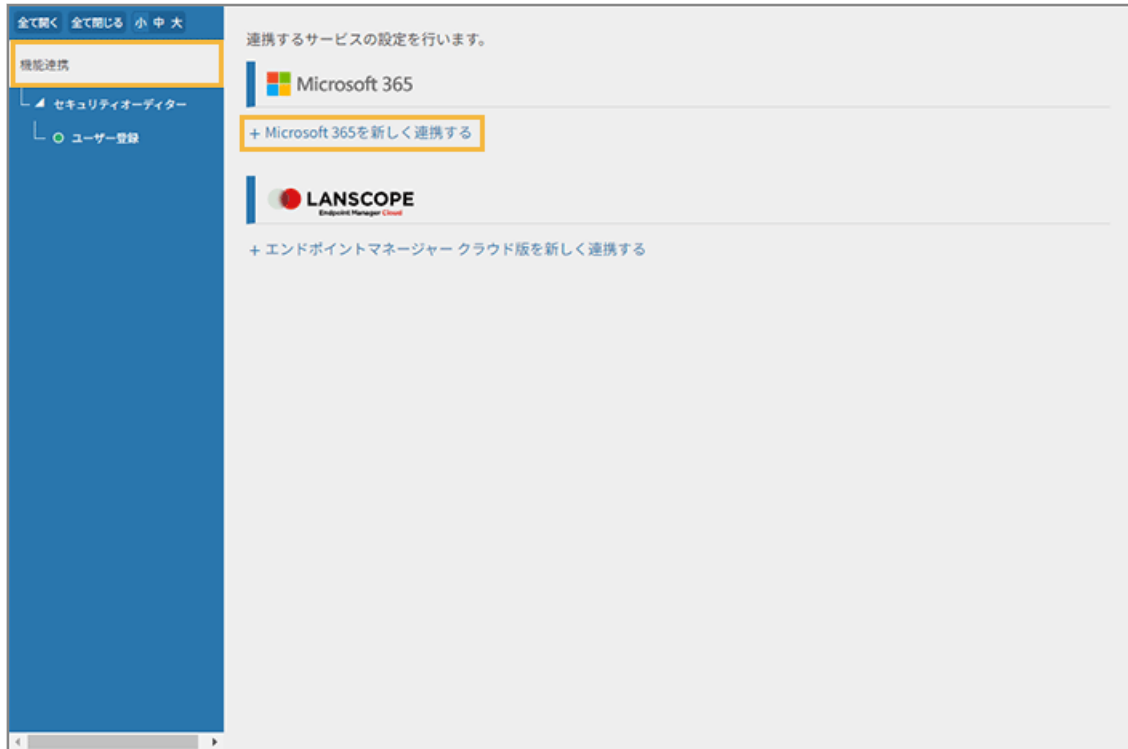 全て開く 全て閉じる 小 中 大
機能連携
セキュリティオーディター
ユーザー登録
連携するサービスの設定を行います。
Microsoft 365
+ Microsoft 365を新しく連携する
LANSCOPE
Endpoint Manager Cloud
+ エンドポイントマネージャー クラウド版を新しく連携する